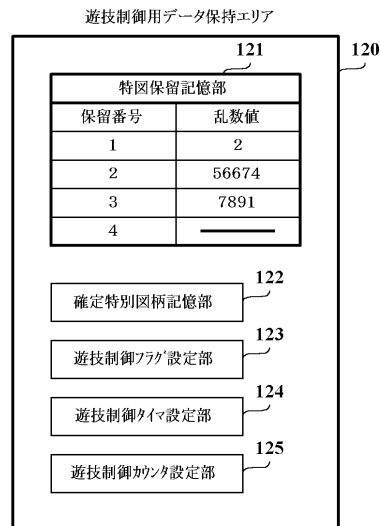 遊技制御用データ保持エリア
120
121
特図保留記憶部
保留番号 乱数値
1 2
2 56674
3 7891
4
122
確定特別図柄記憶部
123
遊技制御フラグ設定部
124
遊技制御タイマ設定部
125
遊技制御カウンタ設定部